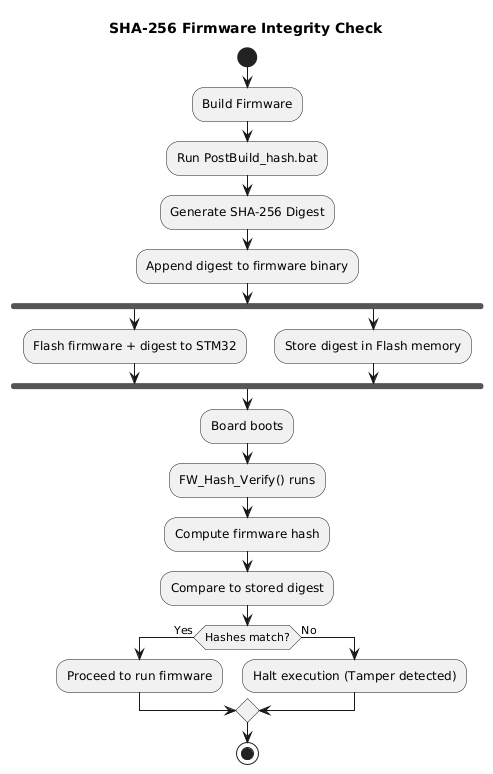 SHA-256 Firmware Integrity Check
Build Firmware
Run PostBuild_hash.bat
Generate SHA-256 Digest
Append digest to firmware binary
Flash firmware + digest to STM32
Store digest in Flash memory
Board boots
FW_Hash_Verify() runs
Compute firmware hash
Compare to stored digest
Yes
Hashes match?
No
Proceed to run firmware
Halt execution (Tamper detected)